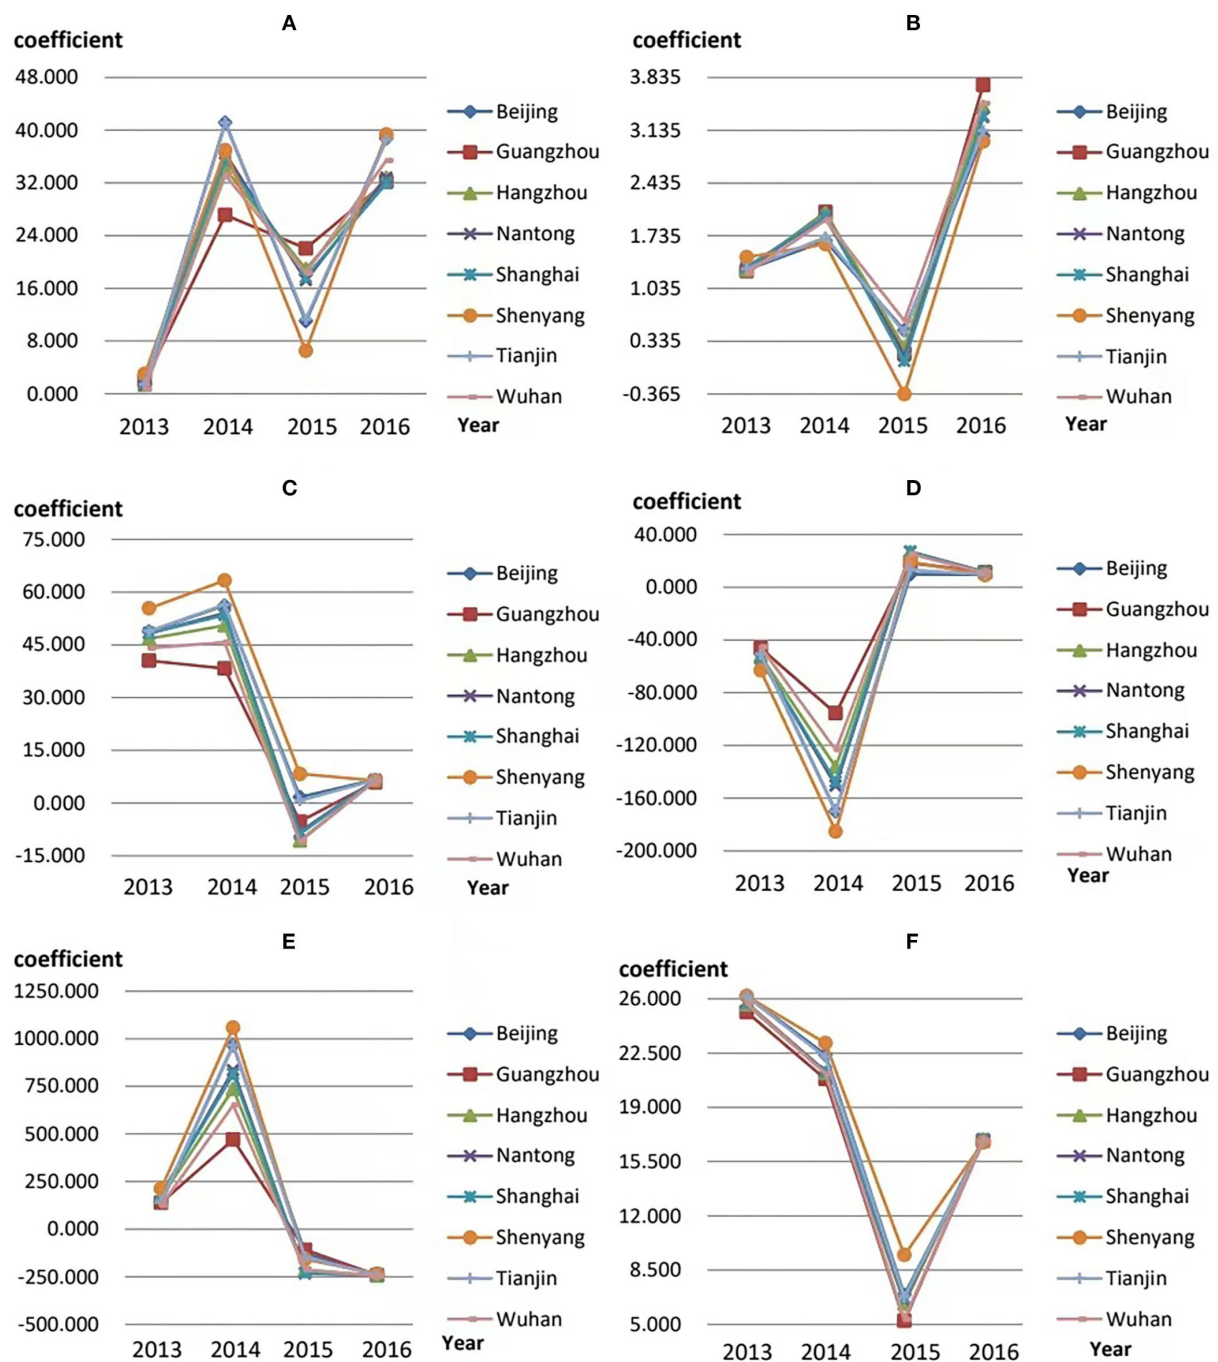 A
coefficient
48.000
40.000
32.000
24.000
16.000
8.000
0.000
2013 2014 2015 2016
Year
Beijing
Guangzhou
Hangzhou
Nantong
Shanghai
Shenyang
Tianjin
Wuhan
B
coefficient
3.835
3.135
2.435
1.735
1.035
0.335
-0.365
2013 2014 2015 2016
Year
Beijing
Guangzhou
Hangzhou
Nantong
Shanghai
Shenyang
Tianjin
Wuhan
C
coefficient
75.000
60.000
45.000
30.000
15.000
0.000
-15.000
2013 2014 2015 2016
Year
Beijing
Guangzhou
Hangzhou
Nantong
Shanghai
Shenyang
Tianjin
Wuhan
D
coefficient
40.000
0.000
-40.000
-80.000
-120.000
-160.000
-200.000
2013 2014 2015 2016
Year
Beijing
Guangzhou
Hangzhou
Nantong
Shanghai
Shenyang
Tianjin
Wuhan
E
coefficient
1250.000
1000.000
750.000
500.000
250.000
0.000
-250.000
-500.000
2013 2014 2015 2016
Year
Beijing
Guangzhou
Hangzhou
Nantong
Shanghai
Shenyang
Tianjin
Wuhan
F
coefficient
26.000
22.500
19.000
15.500
12.000
8.500
5.000
2013 2014 2015 2016
Year
Beijing
Guangzhou
Hangzhou
Nantong
Shanghai
Shenyang
Tianjin
Wuhan